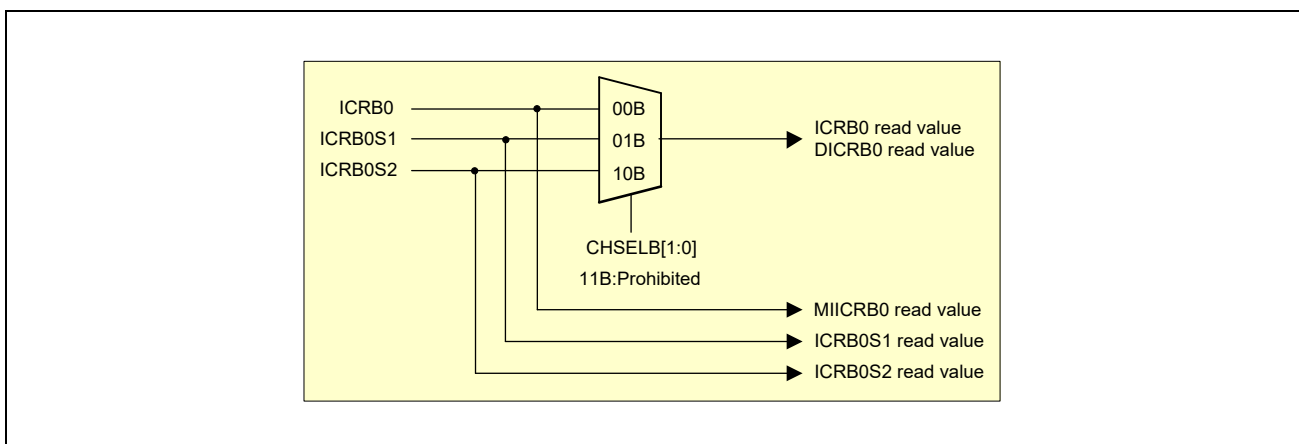 ICRB0
ICRB0S1
ICRB0S2
00B
01B
10B
ICRB0 read value
DICRB0 read value
CHSELB[1:0]
11B:Prohibited
MIICRB0 read value
ICRB0S1 read value
ICRB0S2 read value